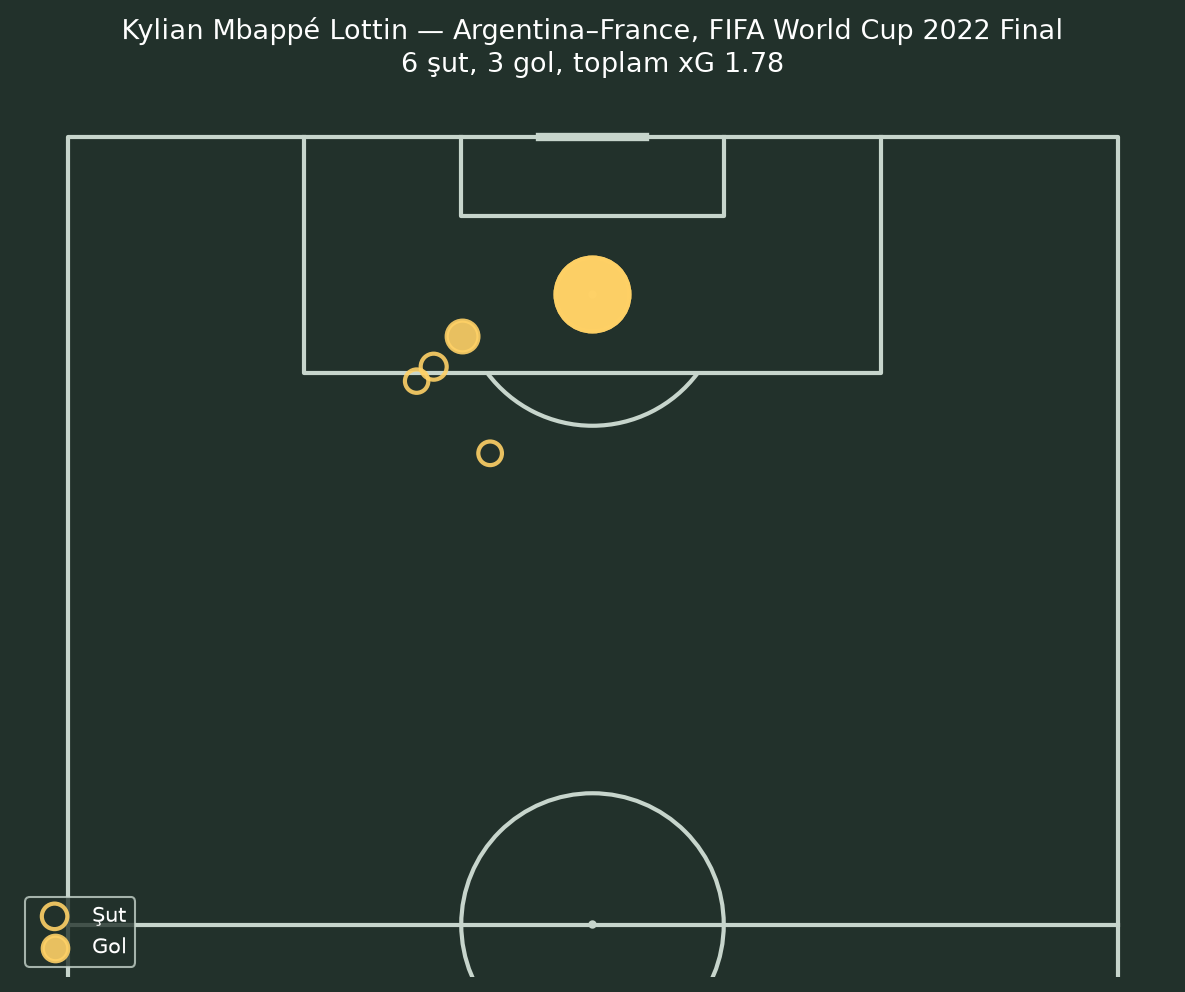 Kylian Mbappé Lottin — Argentina–France, FIFA World Cup 2022 Final
6 şut, 3 gol, toplam xG 1.78
Şut
Gol